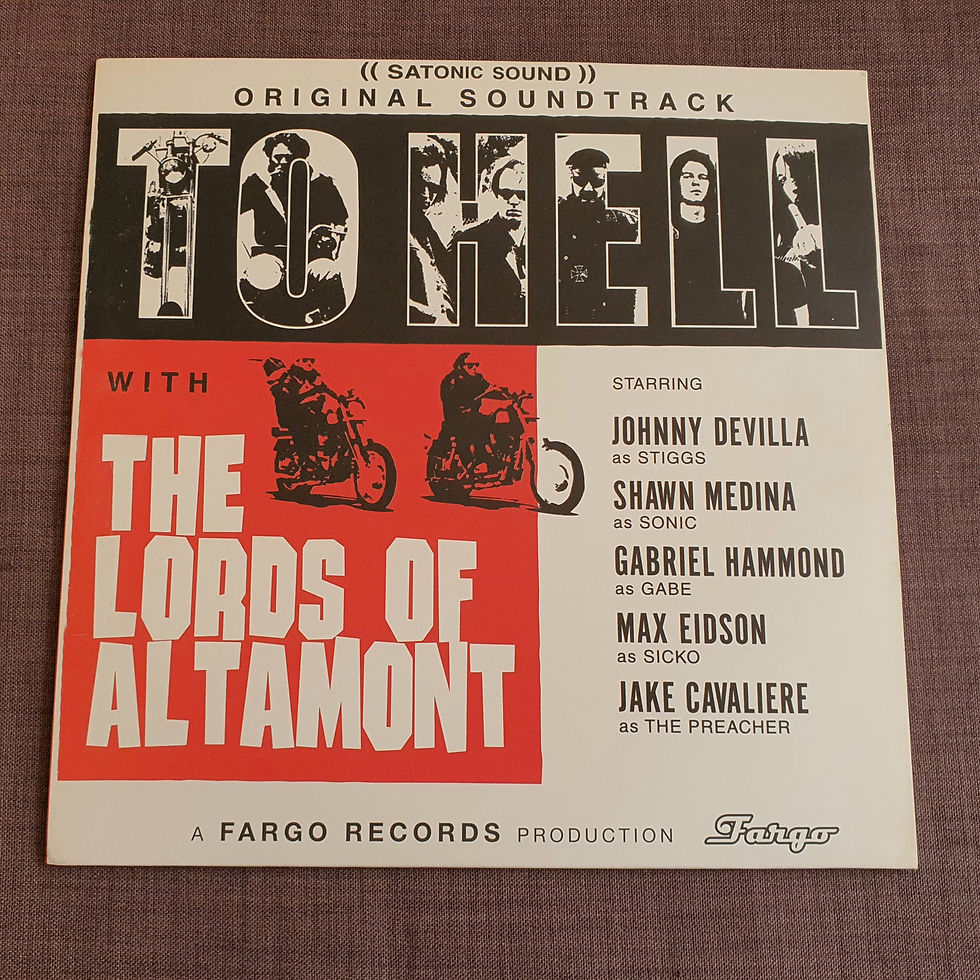 (( SATONIC SOUND ))
ORIGINAL SOUNDTRACK
TO HELL
WITH
THE
LORDS OF
ALTAMONT
STARRING
JOHNNY DEVILLA
as STIGGS
SHAWN MEDINA
as SONIC
GABRIEL HAMMOND
as GABE
MAX EIDSON
as SICKO
JAKE CAVALIERE
as THE PREACHER
A FARGO RECORDS PRODUCTION Fargo